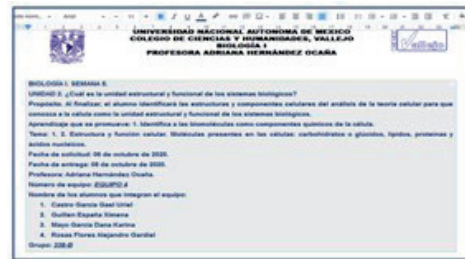 UNIVERSIDAD NACIONAL AUTÓNOMA DE MÉXICO
COLEGIO DE CIENCIAS Y HUMANIDADES, VALLEJO
BIOLOGÍA I
PROFESORA ADRIANA HERNÁNDEZ OCAÑA
Vallejo
BIOLOGÍA I. SEMANA 5.
UNIDAD 2. ¿Cuál es la unidad estructural y funcional de los sistemas biológicos?
Propósito. Al finalizar, el alumno identificará las estructuras y componentes celulares del análisis de la teoría celular para que
conozca a la célula como la unidad estructural y funcional de los sistemas biológicos.
Aprendizaje que se promueve: 1. Identifica a las biomoléculas como componentes químicos de la célula.
Tema: 1. 2. Estructura y función celular. Moléculas presentes en las células: carbohidratos o glúcidos, lípidos, proteínas y
ácidos nucleicos.
Fecha de solicitud: 06 de octubre de 2025.
Fecha de entrega: 08 de octubre de 2025.
Profesora: Adriana Hernández Ocaña.
Número de equipo: EQUIPO 4
Nombre de los alumnos que integran el equipo:
1. Castro García Gael Uriel
2. Guillen España Ximena
3. Mayo García Dana Karina
4. Rosas Flores Alejandro Gardiel
Grupo: